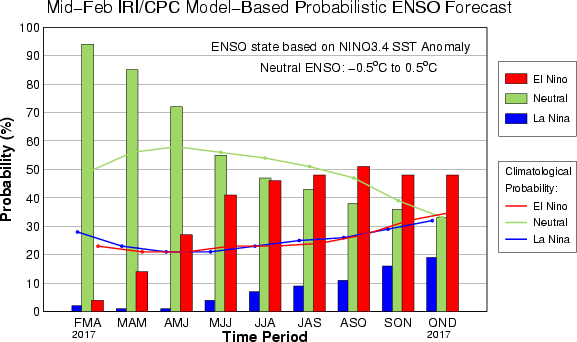 Mid-Feb IRI/CPC Model-Based Probabilistic ENSO Forecast
ENSO state based on NINO3.4 SST Anomaly
Neutral ENSO: -0.5°C to 0.5°C
Probability (%)
100
90
80
70
60
50
40
30
20
10
0
FMA MAM AMJ MJJ JJA JAS ASO SON OND
2017 2017
Time Period
El Nino
Neutral
La Nina
Climatological
Probability:
El Nino
Neutral
La Nina